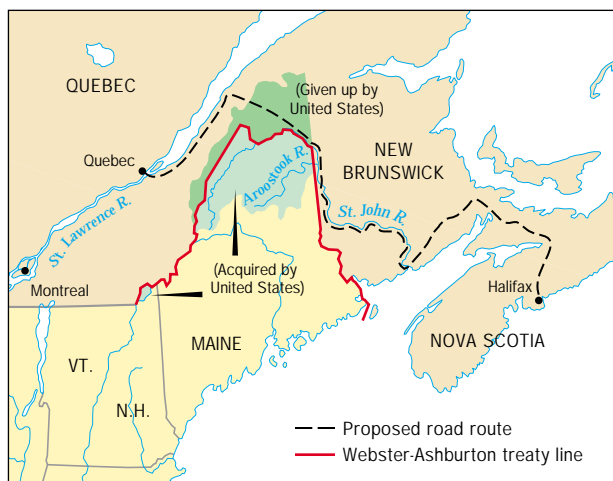 QUEBEC
(Given up by
United States)
Quebec
NEW
BRUNSWICK
Aroostook R.
St. John R.
St. Lawrence R.
(Acquired by
United States)
Montreal
Halifax
MAINE
NOVA SCOTIA
VT.
N.H.
Proposed road route
Webster-Ashburton treaty line